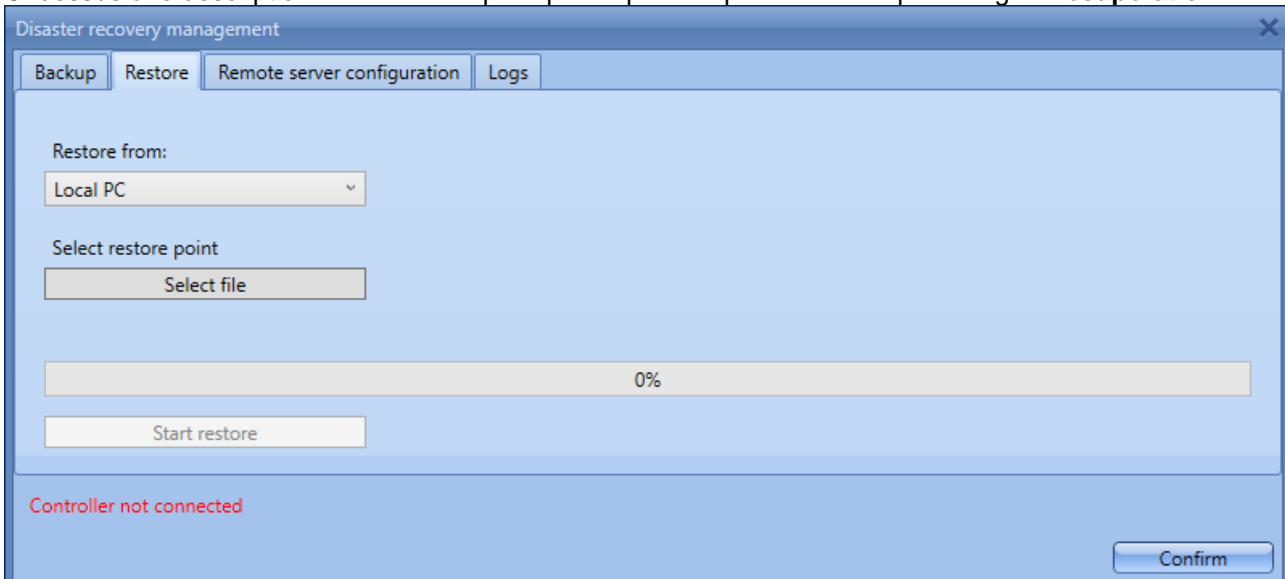 Disaster recovery management
Backup Restore Remote server configuration Logs
Restore from:
Local PC
Select restore point
Select file
0%
Start restore
Controller not connected
Confirm